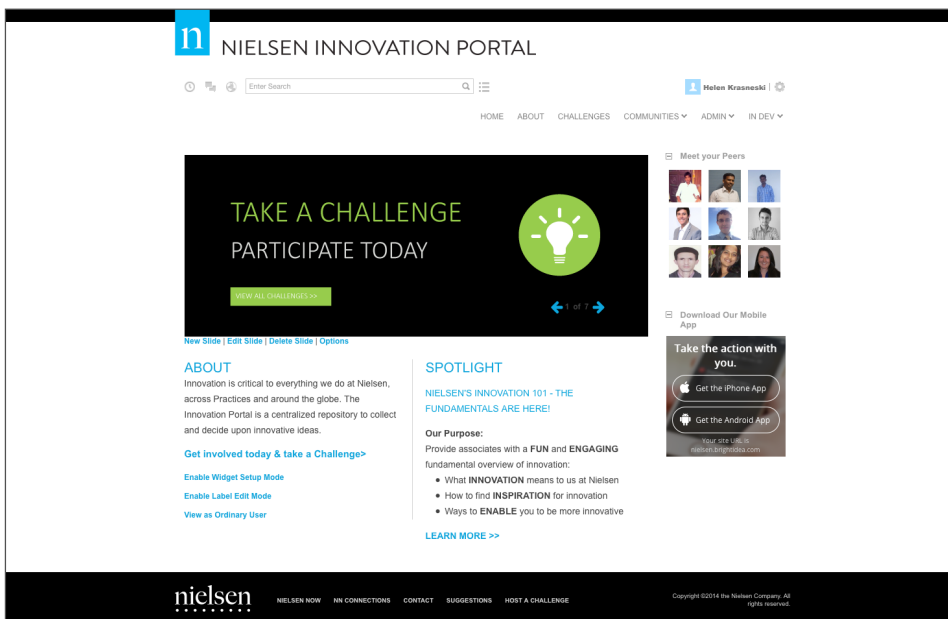 n NIELSEN INNOVATION PORTAL
Enter Search
Helen Krasneski |
HOME ABOUT CHALLENGES COMMUNITIES ADMIN IN DEV
TAKE A CHALLENGE
PARTICIPATE TODAY
VIEW ALL CHALLENGES >>
1 of 7
New Slide | Edit Slide | Delete Slide | Options
ABOUT
Innovation is critical to everything we do at Nielsen,
across Practices and around the globe. The
Innovation Portal is a centralized repository to collect
and decide upon innovative ideas.
Get involved today & take a Challenge>
Enable Widget Setup Mode
Enable Label Edit Mode
View as Ordinary User
SPOTLIGHT
NIELSEN'S INNOVATION 101 - THE
FUNDAMENTALS ARE HERE!
Our Purpose:
Provide associates with a FUN and ENGAGING
fundamental overview of innovation:
• What INNOVATION means to us at Nielsen
• How to find INSPIRATION for innovation
• Ways to ENABLE you to be more innovative
LEARN MORE >>
Meet your Peers
Download Our Mobile
App
Take the action with
you.
Get the iPhone App
Get the Android App
Your site URL is
nielsen.brightidea.com
nielsen
NIELSEN NOW NN CONNECTIONS CONTACT SUGGESTIONS HOST A CHALLENGE
Copyright ©2014 the Nielsen Company. All
rights reserved.